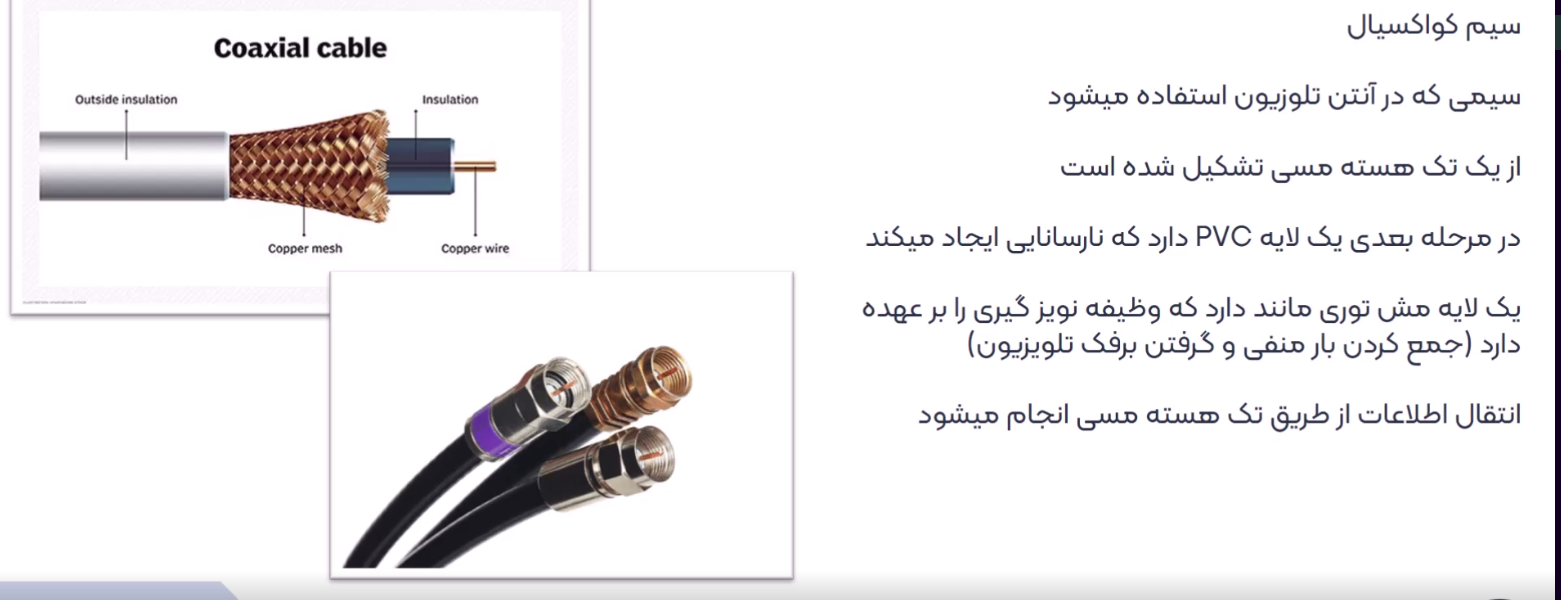 Coaxial cable
Outside insulation
Insulation
Copper mesh
Copper wire
سیم کواکسیال
سیمی که در آنتن تلوزیون استفاده میشود
از یک تک هسته مسی تشکیل شده است
در مرحله بعدی یک لایه PVC دارد که نارسانایی ایجاد میکند
یک لایه مش توری مانند دارد که وظیفه نویز گیری را بر عهده
دارد (جمع کردن بار منفی و گرفتن برفک تلویزیون)
انتقال اطلاعات از طریق تک هسته مسی انجام میشود